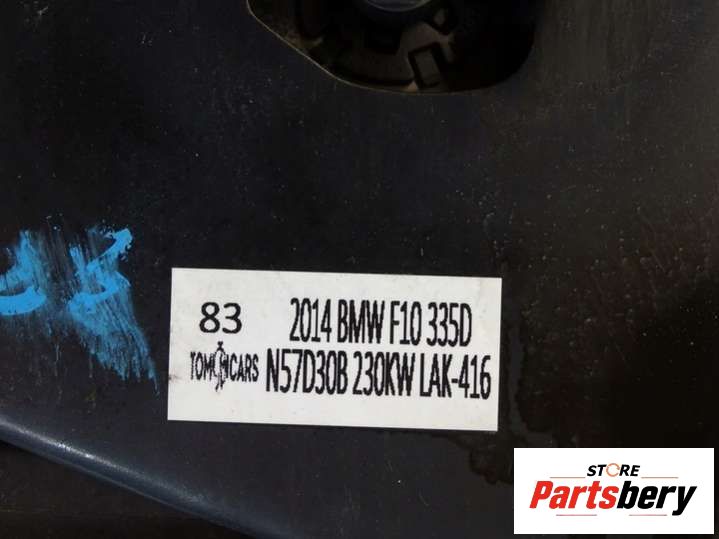 83 2014 BMW F10 335D
TOM CARS N57D30B 230KW LAK-416
STORE
Partsbery